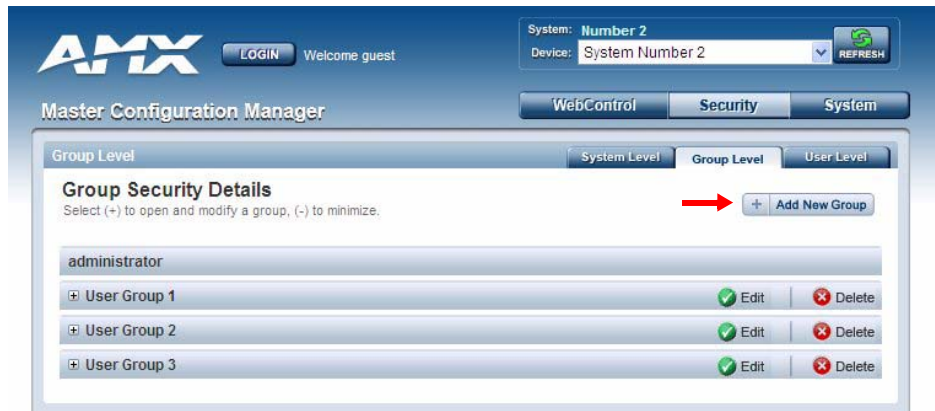 AMX
LOGIN Welcome guest
System: Number 2
Device: System Number 2
REFRESH
Master Configuration Manager
WebControl Security System
Group Level
System Level Group Level User Level
Group Security Details
Select (+) to open and modify a group, (-) to minimize.
+ Add New Group
administrator
User Group 1 Edit Delete
User Group 2 Edit Delete
User Group 3 Edit Delete